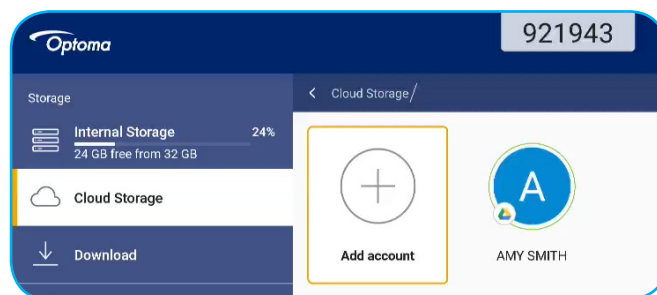 Optoma
921943
Storage
Cloud Storage/
Internal Storage 24%
24 GB free from 32 GB
Cloud Storage
Download
Add account
A
AMY SMITH